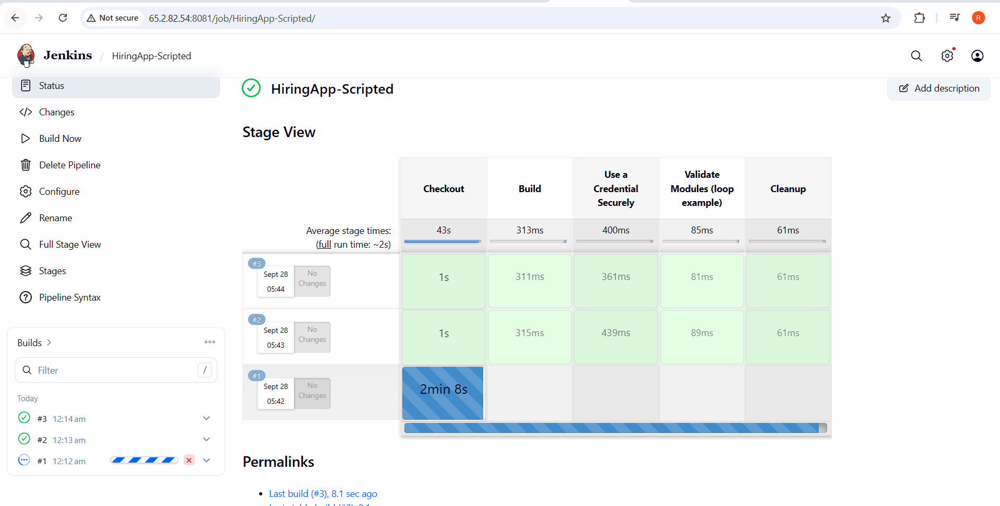 Not secure
65.2.82.54:8081/job/HiringApp-Scripted/
R
Jenkins / HiringApp-Scripted
Status
Changes
Build Now
Delete Pipeline
Configure
Rename
Full Stage View
Stages
Pipeline Syntax
Builds
Filter
/
Today
#3 12:14 am
#2 12:13 am
#1 12:12 am
HiringApp-Scripted
Add description
Stage View
Checkout
Build
Use a
Credential
Securely
Validate
Modules (loop
example)
Cleanup
Average stage times:
(full run time: ~2s)
43s
313ms
400ms
85ms
61ms
#3
Sept 28
05:44
No
Changes
1s
311ms
361ms
81ms
61ms
#2
Sept 28
05:43
No
Changes
1s
315ms
439ms
89ms
61ms
#1
Sept 28
05:42
No
Changes
2min 8s
Permalinks
Last build (#3), 8.1 sec ago